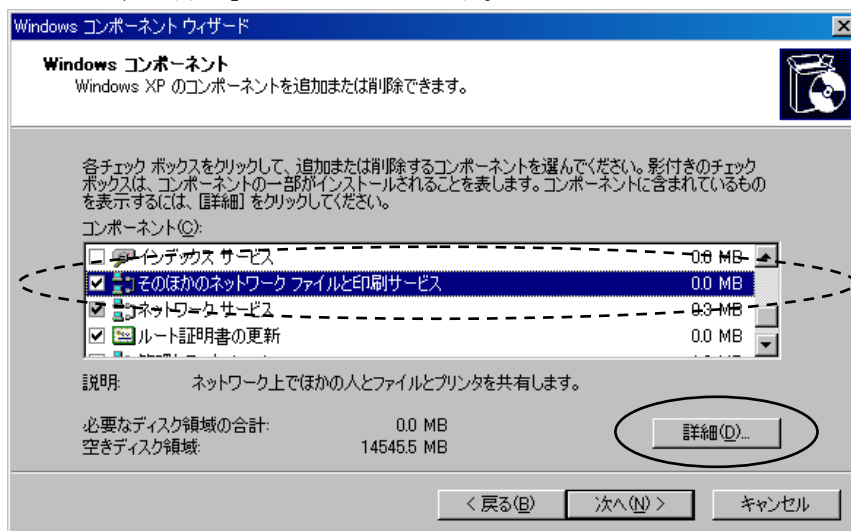 Windows コンポーネント ウィザード
Windows コンポーネント
Windows XP のコンポーネントを追加または削除できます。
各チェック ボックスをクリックして、追加または削除するコンポーネントを選んでください。影付きのチェック
ボックスは、コンポーネントの一部がインストールされることを表します。コンポーネントに含まれているもの
を表示するには、[詳細] をクリックしてください。
コンポーネント(C):
インデックス サービス 0.0 MB
そのほかのネットワーク ファイルと印刷サービス 0.0 MB
ネットワーク サービス 0.3 MB
ルート証明書の更新 0.0 MB
説明: ネットワーク上でほかの人とファイルとプリンタを共有します。
必要なディスク領域の合計: 0.0 MB
空きディスク領域: 14545.5 MB
詳細(D)...
< 戻る(B) 次へ(N) > キャンセル